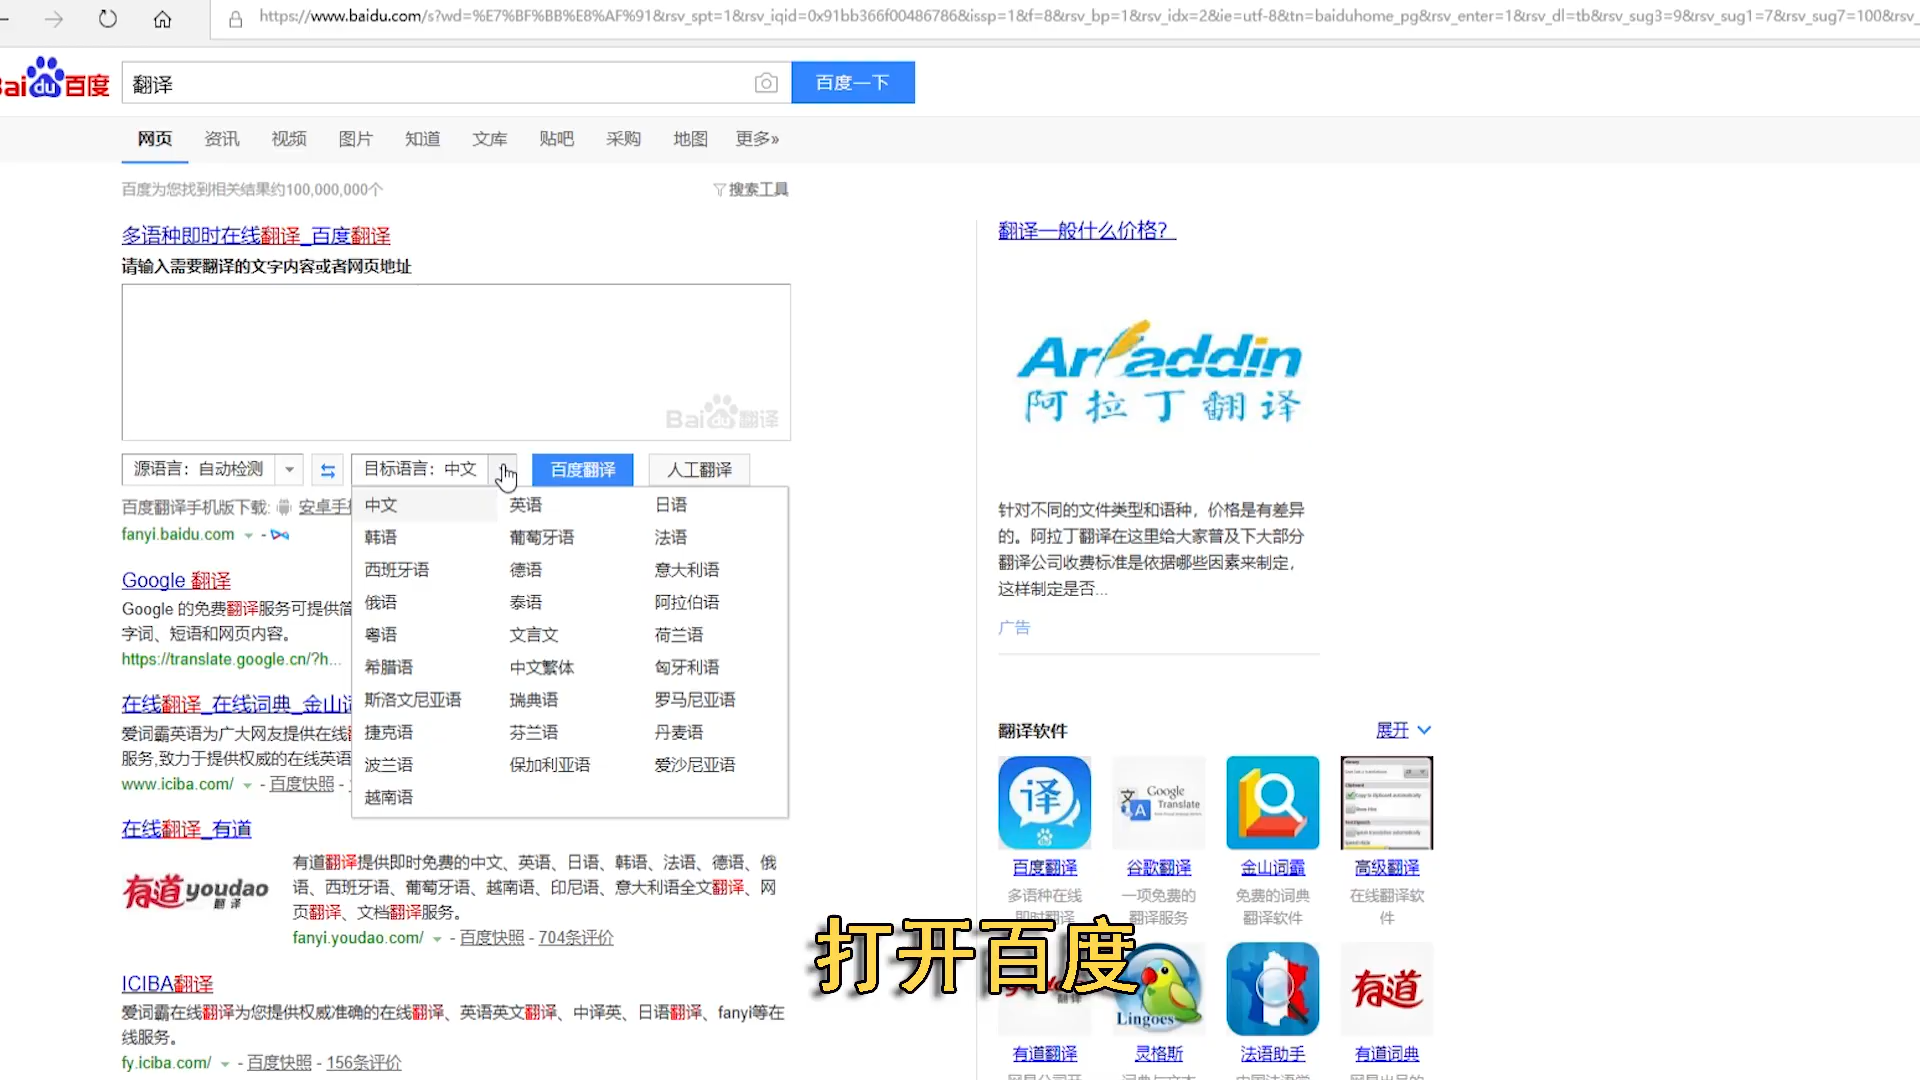 https://www.baidu.com/s?wd=%E7%BF%BB%E8%AF%91&rsv_spt=1&rsv_iqid=0x91bb366f00486786&issp=1&f=8&rsv_bp=1&rsv_idx=2&ie=utf-8&tn=baiduhome_pg&rsv_enter=1&rsv_dl=tb&rsv_sug3=9&rsv_sug1=7&rsv_sug7=100&rsv_
Bai du 百度
翻译
百度一下
网页 资讯 视频 图片 知道 文库 贴吧 采购 地图 更多»
百度为您找到相关结果约100,000,000个
搜索工具
多语种即时在线翻译_百度翻译
请输入需要翻译的文字内容或者网页地址
Bai du 翻译
源语言：自动检测
目标语言：中文
百度翻译
人工翻译
中文 英语 日语
韩语 葡萄牙语 法语
西班牙语 德语 意大利语
俄语 泰语 阿拉伯语
粤语 文言文 荷兰语
希腊语 中文繁体 匈牙利语
斯洛文尼亚语 瑞典语 罗马尼亚语
捷克语 芬兰语 丹麦语
波兰语 保加利亚语 爱沙尼亚语
越南语
百度翻译手机版下载: 安卓手
fanyi.baidu.com -
Google 翻译
Google 的免费翻译服务可提供简
字词、短语和网页内容。
https://translate.google.cn/?h...
在线翻译_在线词典_金山
爱词霸英语为广大网友提供在线
服务,致力于提供权威的在线英语
www.iciba.com/ - 百度快照 -
在线翻译_有道
有道 youdao 翻译
有道翻译提供即时免费的中文、英语、日语、韩语、法语、德语、俄
语、西班牙语、葡萄牙语、越南语、印尼语、意大利语全文翻译、网
页翻译、文档翻译服务。
fanyi.youdao.com/ - 百度快照 - 704条评价
ICIBA翻译
爱词霸在线翻译为您提供权威准确的在线翻译、英语英文翻译、中译英、日语翻译、fanyi等在
线服务。
fy.iciba.com/ - 百度快照 - 156条评价
翻译一般什么价格？
Arladdin
阿拉丁翻译
针对不同的文件类型和语种，价格是有差异
的。阿拉丁翻译在这里给大家普及下大部分
翻译公司收费标准是依据哪些因素来制定，
这样制定是否...
广告
翻译软件
展开
译
Google Translate
文 A
百度翻译 谷歌翻译 金山词霸 高级翻译
多语种在线 一项免费的 免费的词典 在线翻译软
即时翻译 翻译服务 翻译软件 件
Lingoes
有道
有道翻译 灵格斯 法语助手 有道词典
打开百度